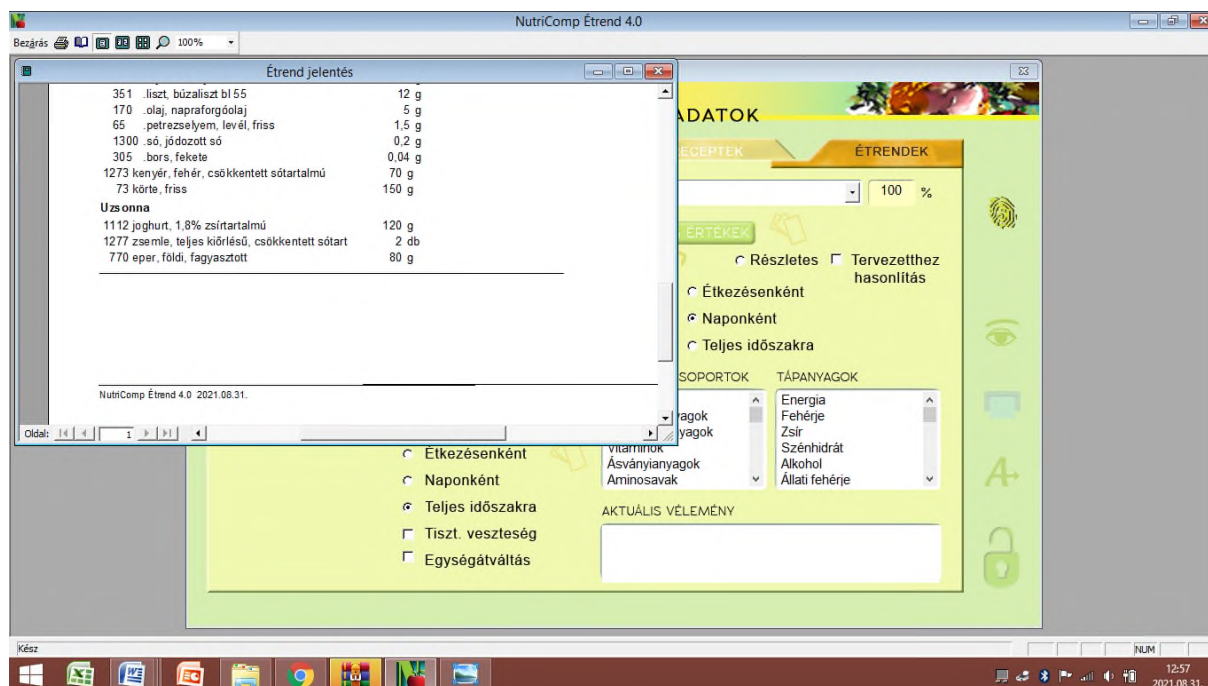 NutriComp Étrend 4.0
Bezárás 100%
Étrend jelentés
351 .liszt, búzaliszt bl 55 12 g
170 .olaj, napraforgóolaj 5 g
65 .petrezselyem, levél, friss 1,5 g
1300 .só, jódozott só 0,2 g
305 .bors, fekete 0,04 g
1273 kenyér, fehér, csökkentett sótartalmú 70 g
73 körte, friss 150 g
Uzsonna
1112 joghurt, 1,8% zsírtartalmú 120 g
1277 zsemle, teljes kiőrlésű, csökkentett sótart 2 db
770 eper, földi, fagyasztott 80 g
NutriComp Étrend 4.0 2021.08.31.
Oldal: 1
ADATOK
RECEPTEK ÉTRENDEK
100 %
ÉRTÉKEK
Részletes Tervezetthez
hasonlítás
Étkezésenként
Naponként
Teljes időszakra
SOPORTOK TÁPANYAGOK
yagok
yagok
Vitaminok
Ásványianyagok
Aminosavak
Energia
Fehérje
Zsír
Szénhidrát
Alkohol
Állati fehérje
Étkezésenként
Naponként
Teljes időszakra
Tiszt. veszteség
Egységátváltás
AKTUÁLIS VÉLEMÉNY
Kész NUM
12:57
2021.08.31.